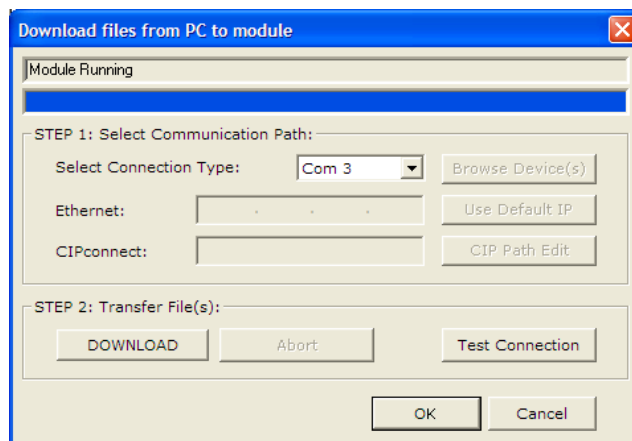 Download files from PC to module
Module Running
STEP 1: Select Communication Path:
Select Connection Type: Com 3 Browse Device(s)
Ethernet: . . . Use Default IP
CIPconnect: CIP Path Edit
STEP 2: Transfer File(s):
DOWNLOAD Abort Test Connection
OK Cancel